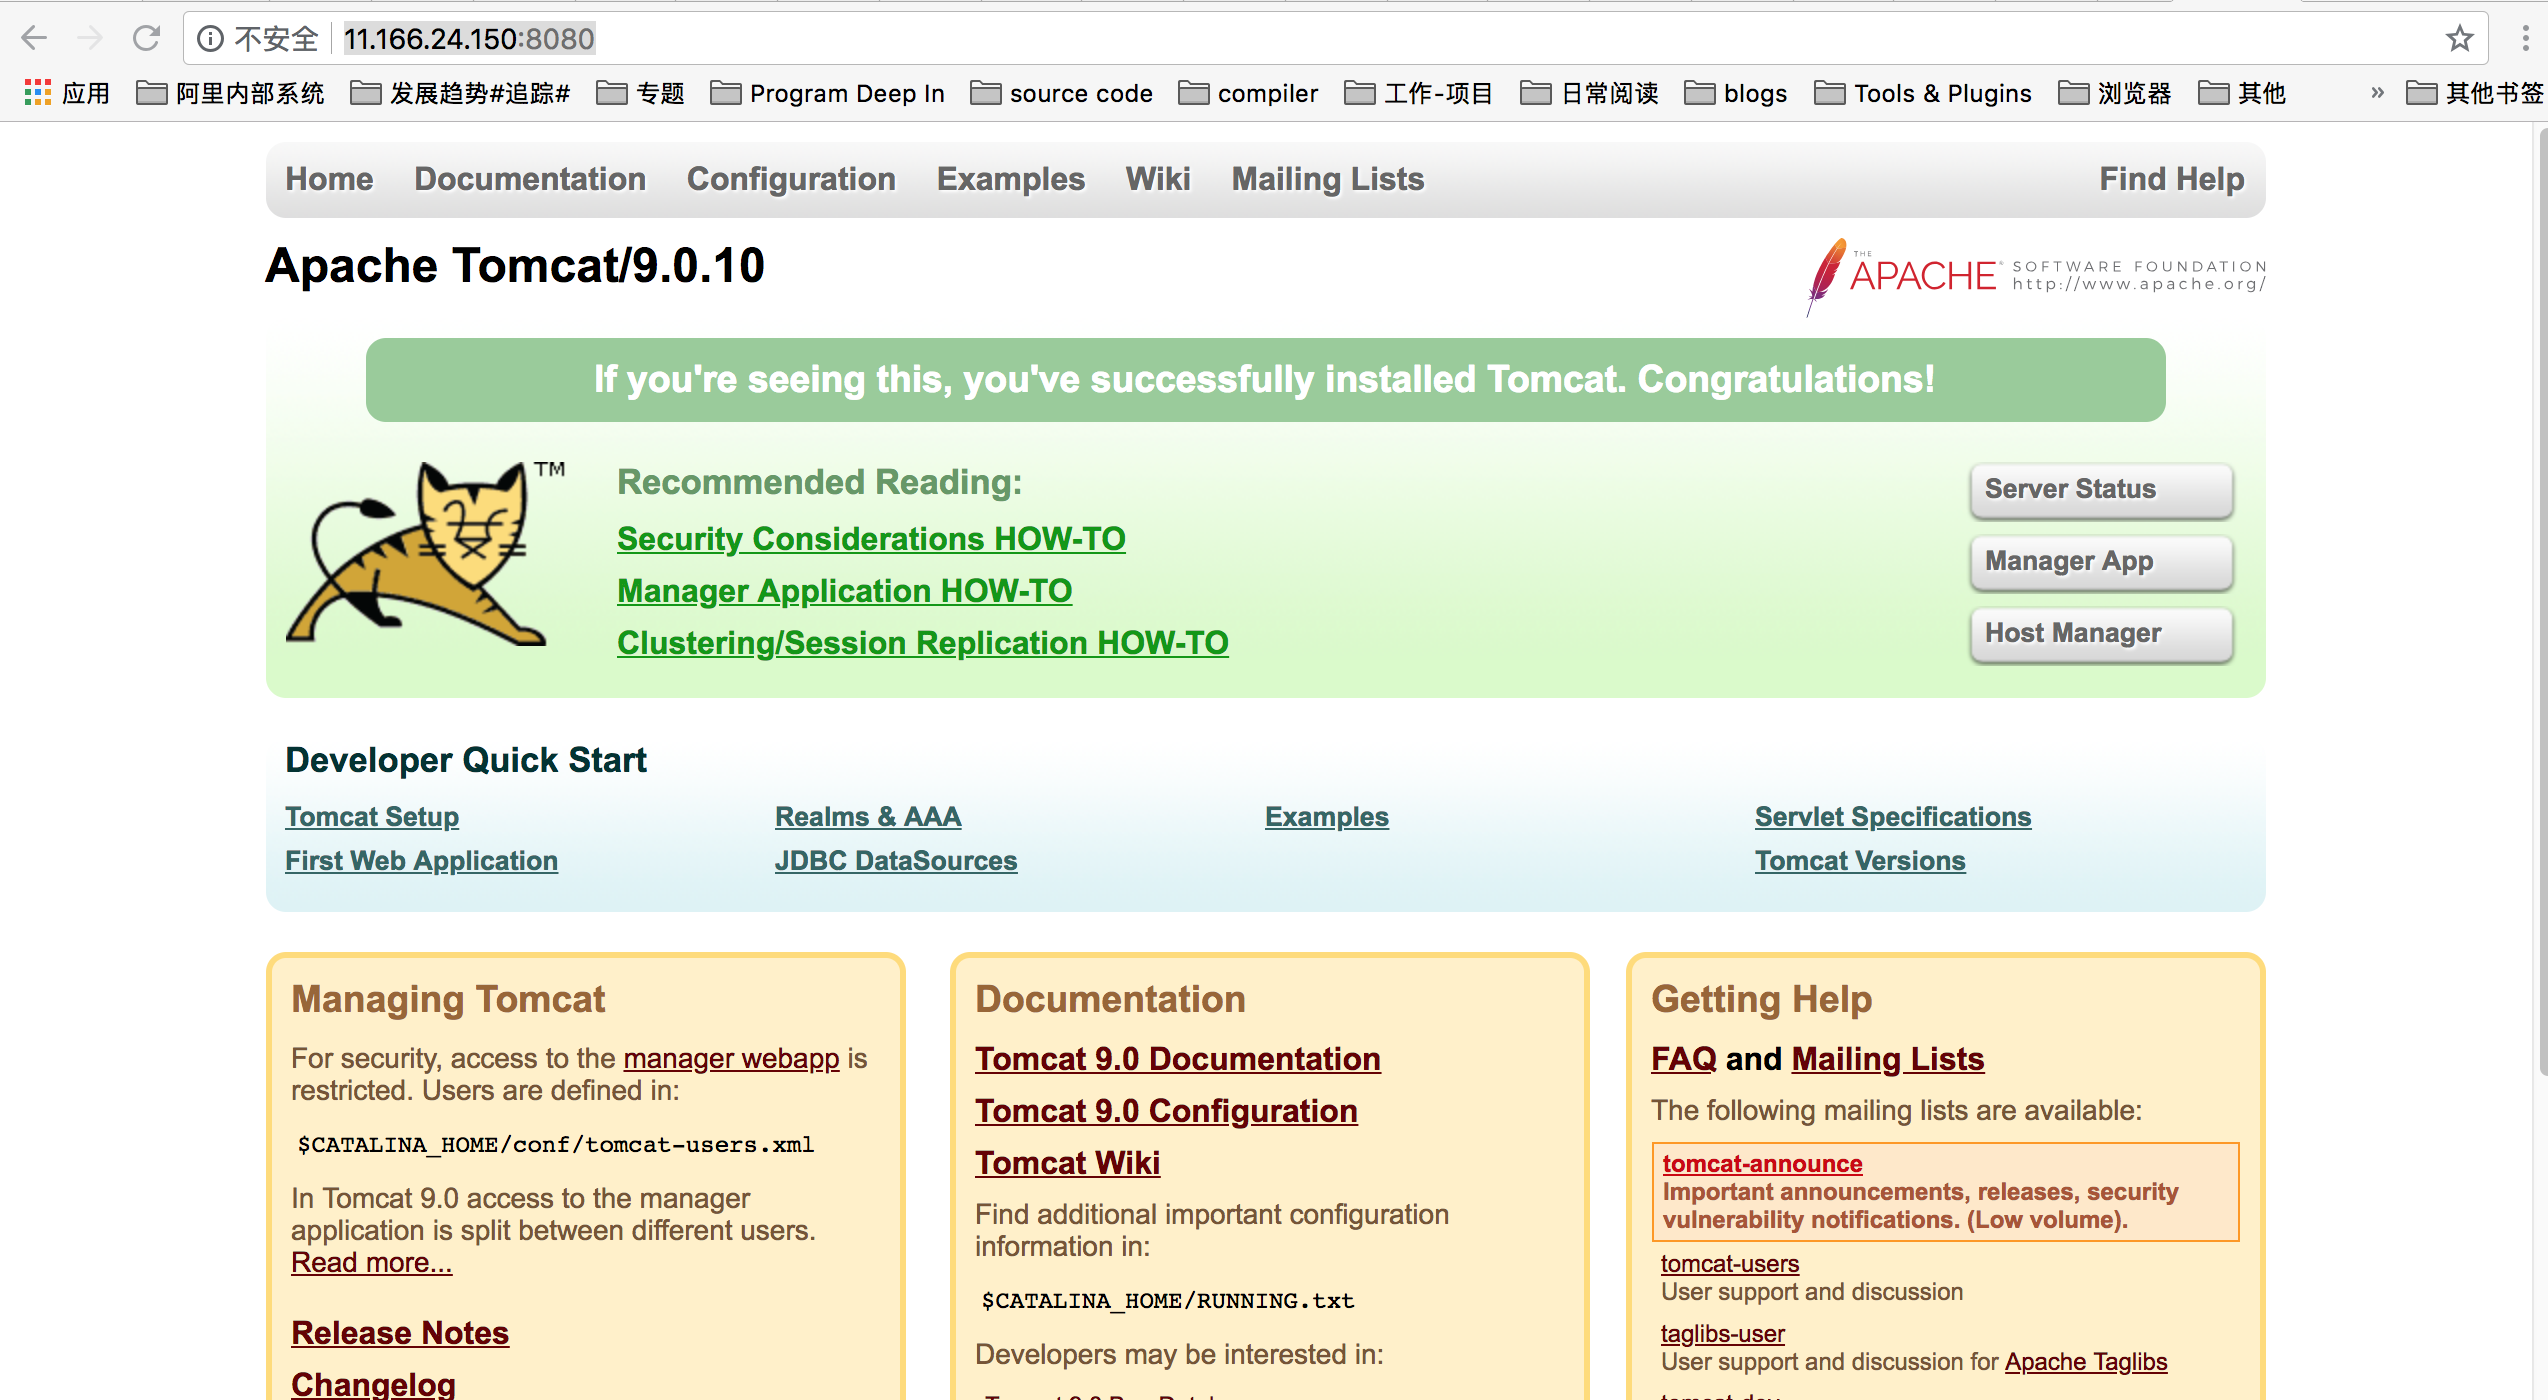 不安全 11.166.24.150:8080
应用 阿里内部系统 发展趋势#追踪# 专题 Program Deep In source code compiler 工作-项目 日常阅读 blogs Tools & Plugins 浏览器 其他 » 其他书签
Home Documentation Configuration Examples Wiki Mailing Lists Find Help
Apache Tomcat/9.0.10
THE APACHE® SOFTWARE FOUNDATION
http://www.apache.org/
If you're seeing this, you've successfully installed Tomcat. Congratulations!
TM
Recommended Reading:
Security Considerations HOW-TO
Manager Application HOW-TO
Clustering/Session Replication HOW-TO
Server Status
Manager App
Host Manager
Developer Quick Start
Tomcat Setup
First Web Application
Realms & AAA
JDBC DataSources
Examples
Servlet Specifications
Tomcat Versions
Managing Tomcat
For security, access to the manager webapp is
restricted. Users are defined in:
$CATALINA_HOME/conf/tomcat-users.xml
In Tomcat 9.0 access to the manager
application is split between different users.
Read more...
Release Notes
Changelog
Documentation
Tomcat 9.0 Documentation
Tomcat 9.0 Configuration
Tomcat Wiki
Find additional important configuration
information in:
$CATALINA_HOME/RUNNING.txt
Developers may be interested in:
Getting Help
FAQ and Mailing Lists
The following mailing lists are available:
tomcat-announce
Important announcements, releases, security
vulnerability notifications. (Low volume).
tomcat-users
User support and discussion
taglibs-user
User support and discussion for Apache Taglibs